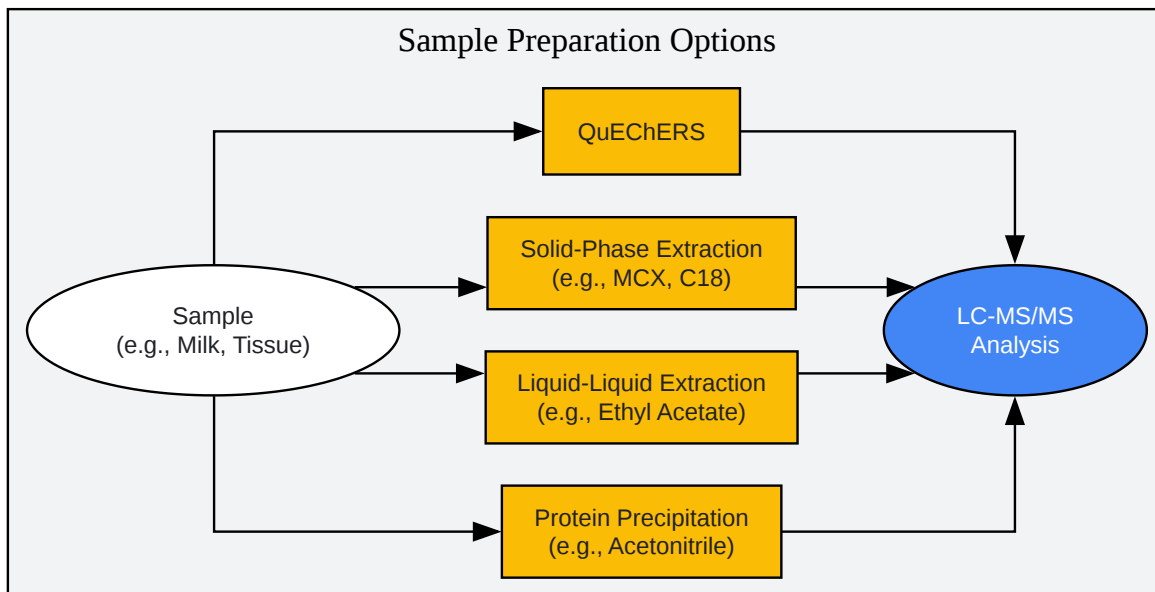 Sample Preparation Options
QuEChERS
Solid-Phase Extraction
(e.g., MCX, C18)
Sample
(e.g., Milk, Tissue)
LC-MS/MS
Analysis
Liquid-Liquid Extraction
(e.g., Ethyl Acetate)
Protein Precipitation
(e.g., Acetonitrile)